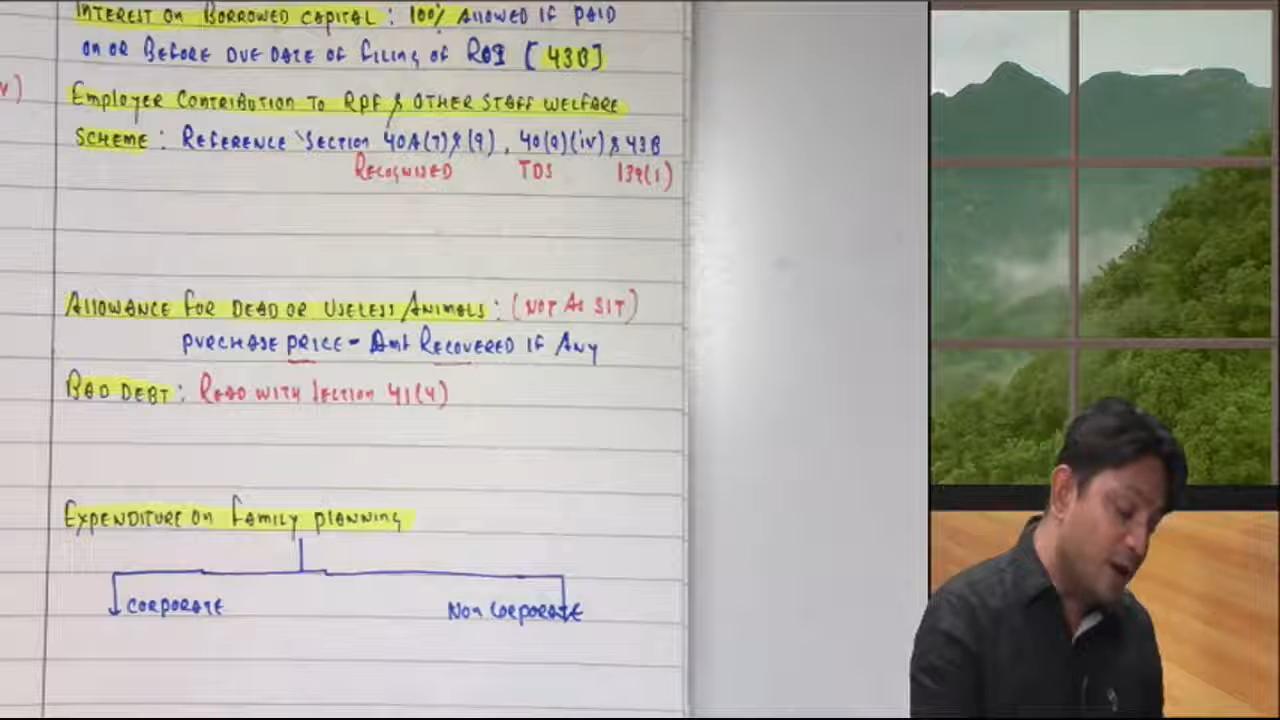 INTEREST ON BORROWED CAPITAL : 100% ALLOWED IF PAID
ON OR BEFORE DUE DATE OF FILING OF ROI [ 43B]
v)
EMPLOYER CONTRIBUTION TO RPF & OTHER STAFF WELFARE
SCHEME : REFERENCE SECTION 40A(7)&(9), 40(a)(iv) & 43B
RECOGNISED TDS 139(1)
ALLOWANCE FOR DEAD OR USELESS ANIMALS : (NOT AS SIT)
PURCHASE PRICE - AMT RECOVERED IF ANY
BAD DEBT : READ WITH SECTION 41(4)
EXPENDITURE ON FAMILY PLANNING
CORPORATE NON CORPORATE